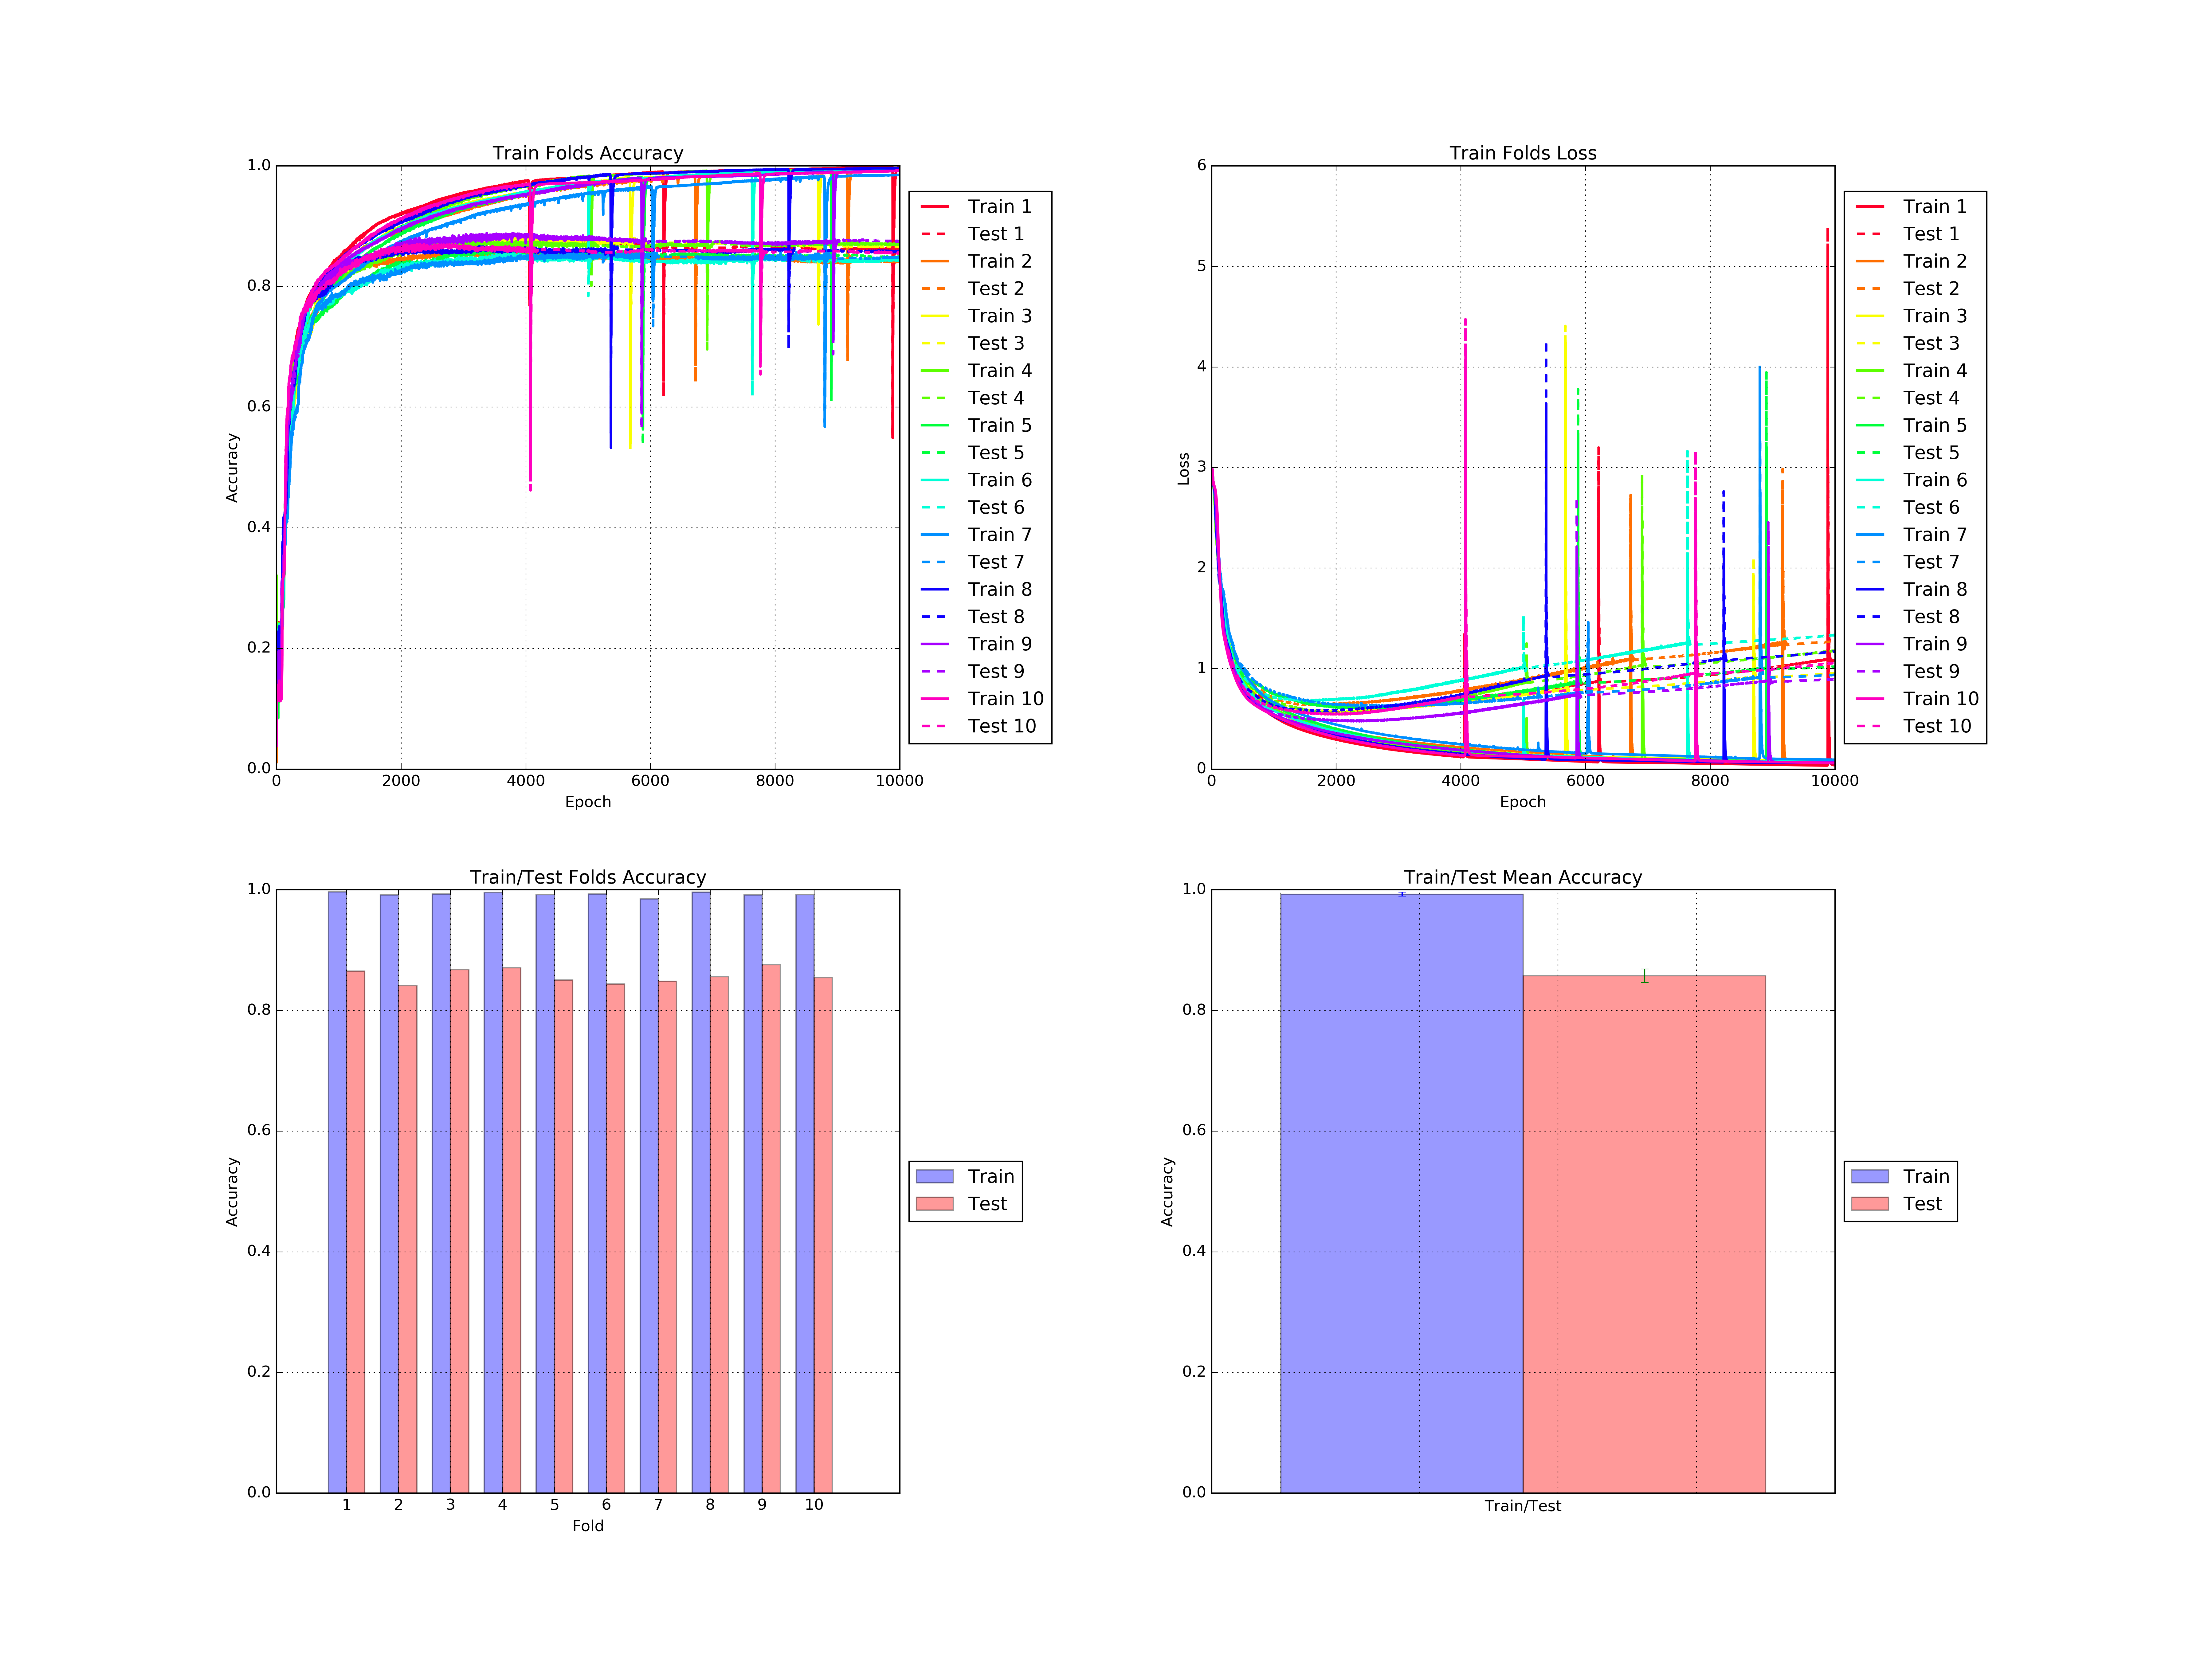 Train Folds Accuracy
1.0
0.8
0.6
0.4
0.2
0.0
Accuracy
0 2000 4000 6000 8000 10000
Epoch
Train 1
Test 1
Train 2
Test 2
Train 3
Test 3
Train 4
Test 4
Train 5
Test 5
Train 6
Test 6
Train 7
Test 7
Train 8
Test 8
Train 9
Test 9
Train 10
Test 10
Train Folds Loss
6
5
4
3
2
1
0
Loss
0 2000 4000 6000 8000 10000
Epoch
Train 1
Test 1
Train 2
Test 2
Train 3
Test 3
Train 4
Test 4
Train 5
Test 5
Train 6
Test 6
Train 7
Test 7
Train 8
Test 8
Train 9
Test 9
Train 10
Test 10
Train/Test Folds Accuracy
1.0
0.8
0.6
0.4
0.2
0.0
Accuracy
1 2 3 4 5 6 7 8 9 10
Fold
Train
Test
Train/Test Mean Accuracy
1.0
0.8
0.6
0.4
0.2
0.0
Accuracy
Train/Test
Train
Test